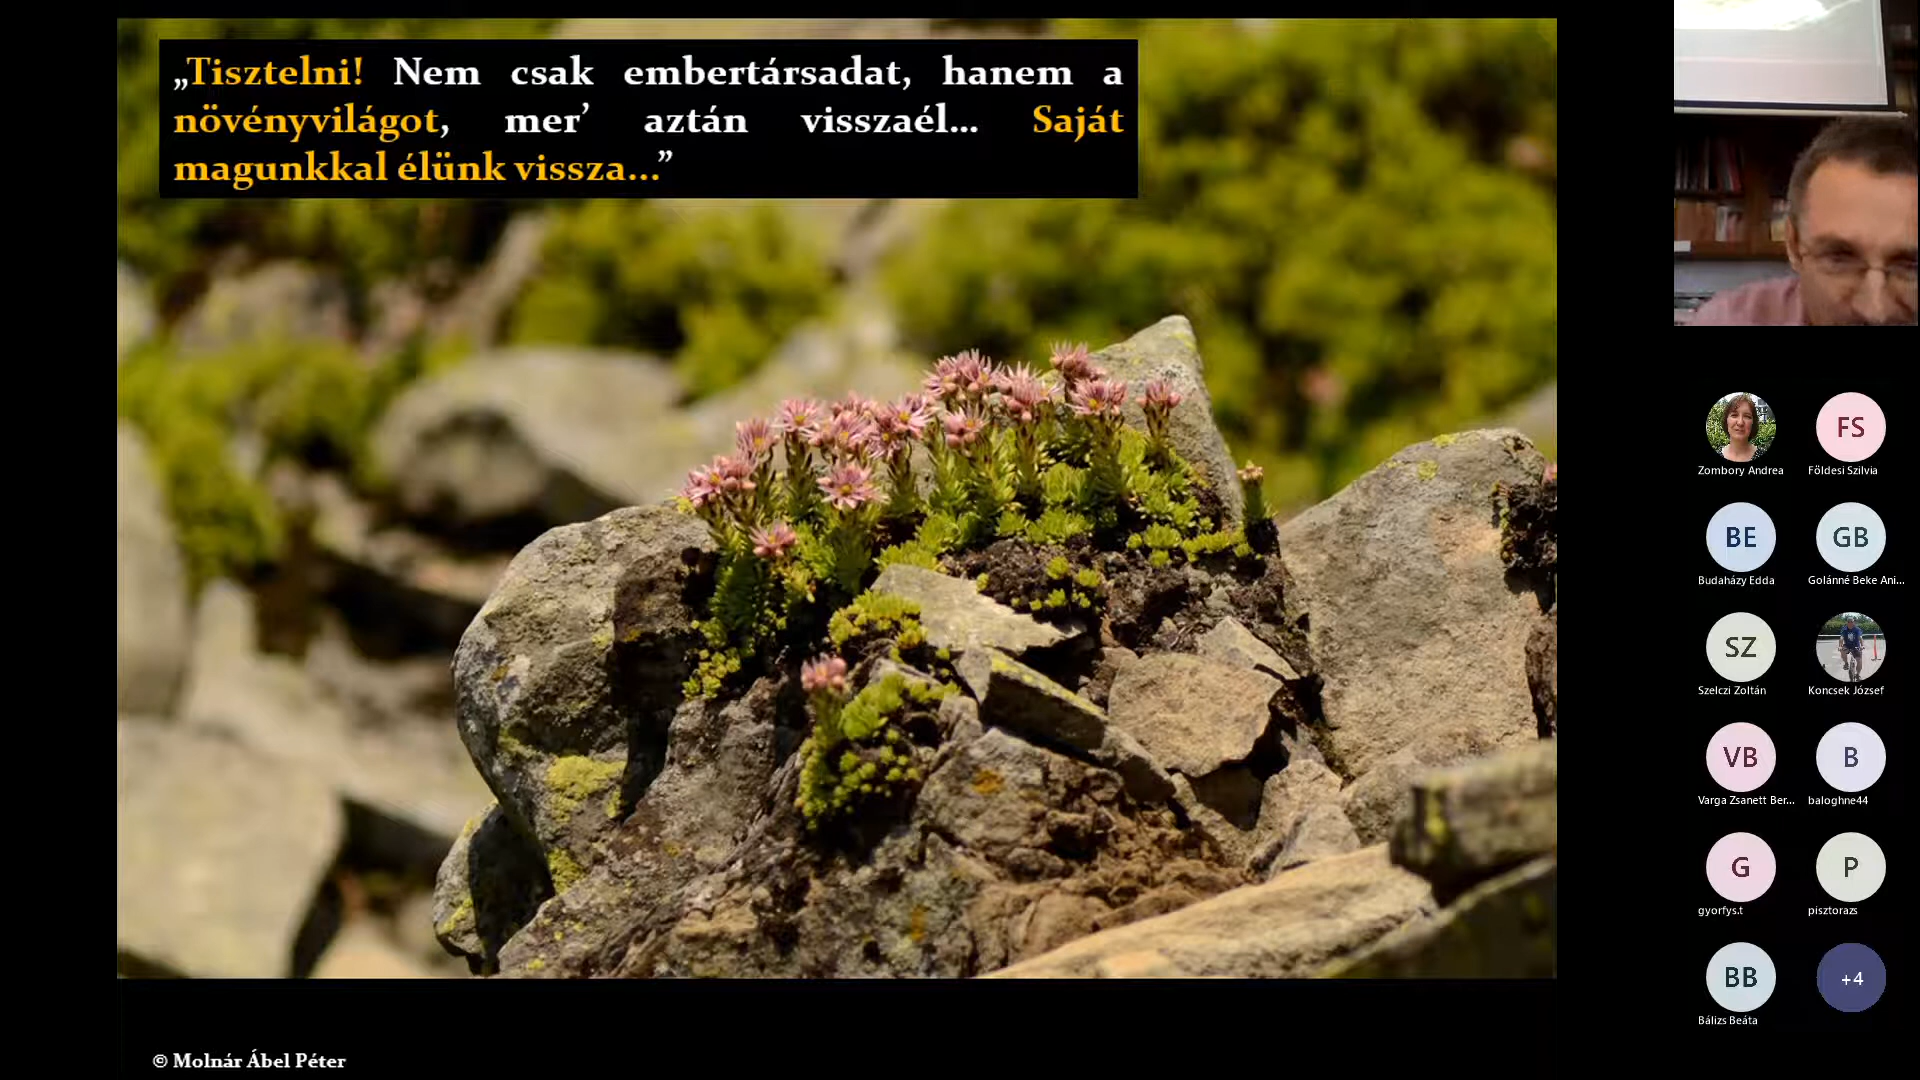 „Tisztelni! Nem csak embertársadat, hanem a
növényvilágot, mer’ aztán visszaél... Saját
magunkkal élünk vissza...”
© Molnár Ábel Péter
Zombory Andrea
FS
Földesi Szilvia
BE
Budaházy Edda
GB
Golánné Beke Ani...
SZ
Szelczi Zoltán
Koncsek József
VB
Varga Zsanett Ber...
B
baloghne44
G
gyorfys.t
P
pisztorazs
BB
Bálizs Beáta
+4